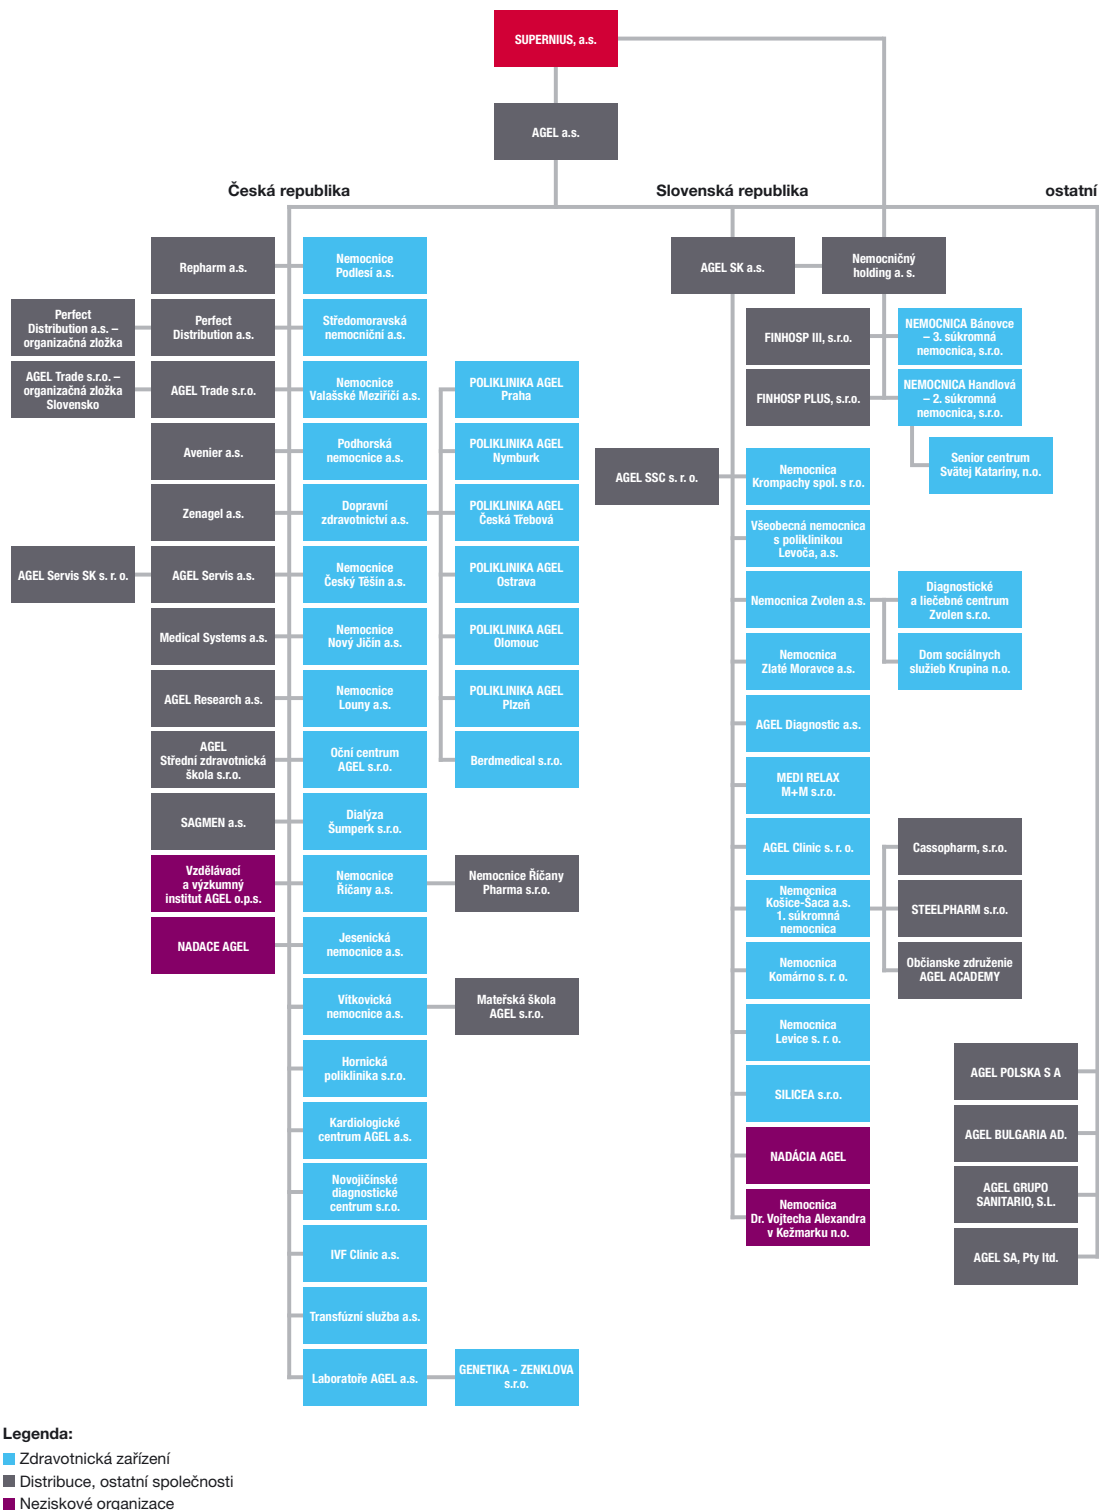 SUPERNIUS, a.s.
AGEL a.s.
Česká republika
Slovenská republika
ostatní
Repharm a.s.
Nemocnice
Podlesí a.s.
AGEL SK a.s.
Nemocničný
holding a. s.
Perfect
Distribution a.s. –
organizační zložka
Perfect
Distribution a.s.
Středomoravská
nemocniční a.s.
FINHOSP III, s.r.o.
NEMOCNICA Bánovce
– 3. súkromná
nemocnica, s.r.o.
AGEL Trade s.r.o. –
organizačná zložka
Slovensko
AGEL Trade s.r.o.
Nemocnice
Valašské Meziříčí a.s.
POLIKLINIKA AGEL
Praha
FINHOSP PLUS, s.r.o.
NEMOCNICA Handlová
– 2. súkromná
nemocnica, s.r.o.
Avenier a.s.
Podhorská
nemocnice a.s.
POLIKLINIKA AGEL
Nymburk
Senior centrum
Svätej Kataríny, n.o.
AGEL SSC s. r. o.
Nemocnica
Krompachy spol. s r.o.
Zenagel a.s.
Dopravní
zdravotnictví a.s.
POLIKLINIKA AGEL
Česká Třebová
Všeobecná nemocnica
s poliklinikou
Levoča, a.s.
AGEL Servis SK s. r. o.
AGEL Servis a.s.
Nemocnice
Český Těšín a.s.
POLIKLINIKA AGEL
Ostrava
Nemocnica Zvolen a.s.
Diagnostické
a liečebné centrum
Zvolen s.r.o.
Medical Systems a.s.
Nemocnice
Nový Jičín a.s.
POLIKLINIKA AGEL
Olomouc
Nemocnica
Zlaté Moravce a.s.
Dom sociálnych
služieb Krupina n.o.
AGEL Research a.s.
Nemocnice
Louny a.s.
POLIKLINIKA AGEL
Plzeň
AGEL Diagnostic a.s.
AGEL
Střední zdravotnická
škola s.r.o.
Oční centrum
AGEL s.r.o.
Berdmedical s.r.o.
MEDI RELAX
M+M s.r.o.
SAGMEN a.s.
Dialýza
Šumperk s.r.o.
AGEL Clinic s. r. o.
Cassopharm, s.r.o.
Vzdělávací
a výzkumný
institut AGEL o.p.s.
Nemocnice
Říčany a.s.
Nemocnice Říčany
Pharma s.r.o.
Nemocnica
Košice-Šaca a.s.
1. súkromná
nemocnica
STEELPHARM s.r.o.
NADACE AGEL
Jesenická
nemocnice a.s.
Nemocnica
Komárno s. r. o.
Občianske združenie
AGEL ACADEMY
Vítkovická
nemocnice a.s.
Mateřská škola
AGEL s.r.o.
Nemocnica
Levice s. r. o.
Hornická
poliklinika s.r.o.
SILICEA s.r.o.
AGEL POLSKA S A
Kardiologické
centrum AGEL a.s.
NADÁCIA AGEL
AGEL BULGARIA AD.
Novojičínské
diagnostické
centrum s.r.o.
Nemocnica
Dr. Vojtecha Alexandra
v Kežmarku n.o.
AGEL GRUPO
SANITARIO, S.L.
IVF Clinic a.s.
AGEL SA, Pty ltd.
Transfúzní služba a.s.
Laboratoře AGEL a.s.
GENETIKA - ZENKLOVA
s.r.o.
Legenda:
Zdravotnická zařízení
Distribuce, ostatní společnosti
Neziskové organizace